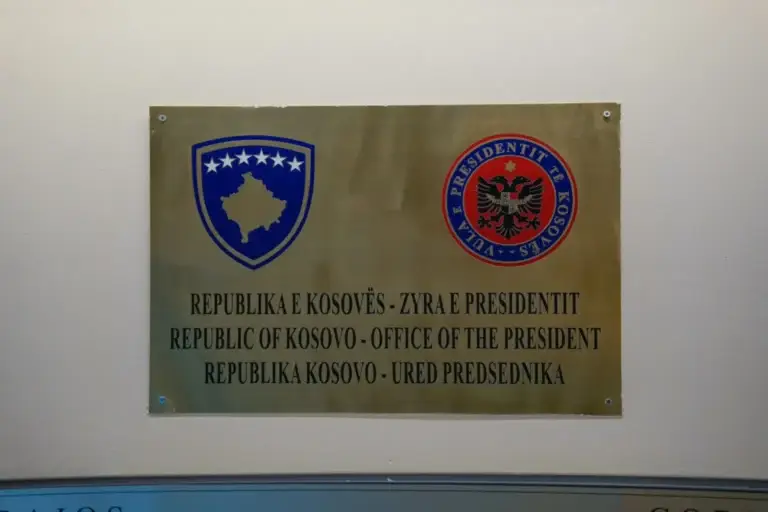 VULA E PRESIDENTIT TË KOSOVËS
REPUBLIKA E KOSOVËS - ZYRA E PRESIDENTIT
REPUBLIC OF KOSOVO - OFFICE OF THE PRESIDENT
REPUBLIKA KOSOVO - URED PREDSEDNIKA